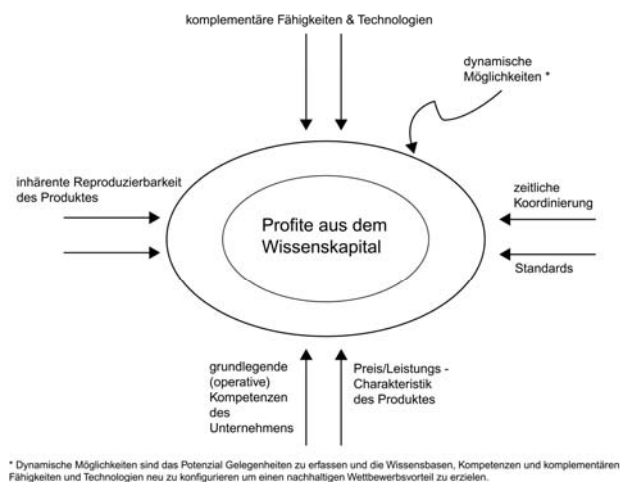 komplementäre Fähigkeiten & Technologien
dynamische
Möglichkeiten *
inhärente Reproduzierbarkeit
des Produktes
zeitliche
Koordinierung
Profite aus dem
Wissenskapital
Standards
grundlegende
(operative)
Kompetenzen
des
Unternehmens
Preis/Leistungs -
Charakteristik
des Produktes
* Dynamische Möglichkeiten sind das Potenzial Gelegenheiten zu erfassen und die Wissensbasen, Kompetenzen und komplementären
Fähigkeiten und Technologien neu zu konfigurieren um einen nachhaltigen Wettbewerbsvorteil zu erzielen.